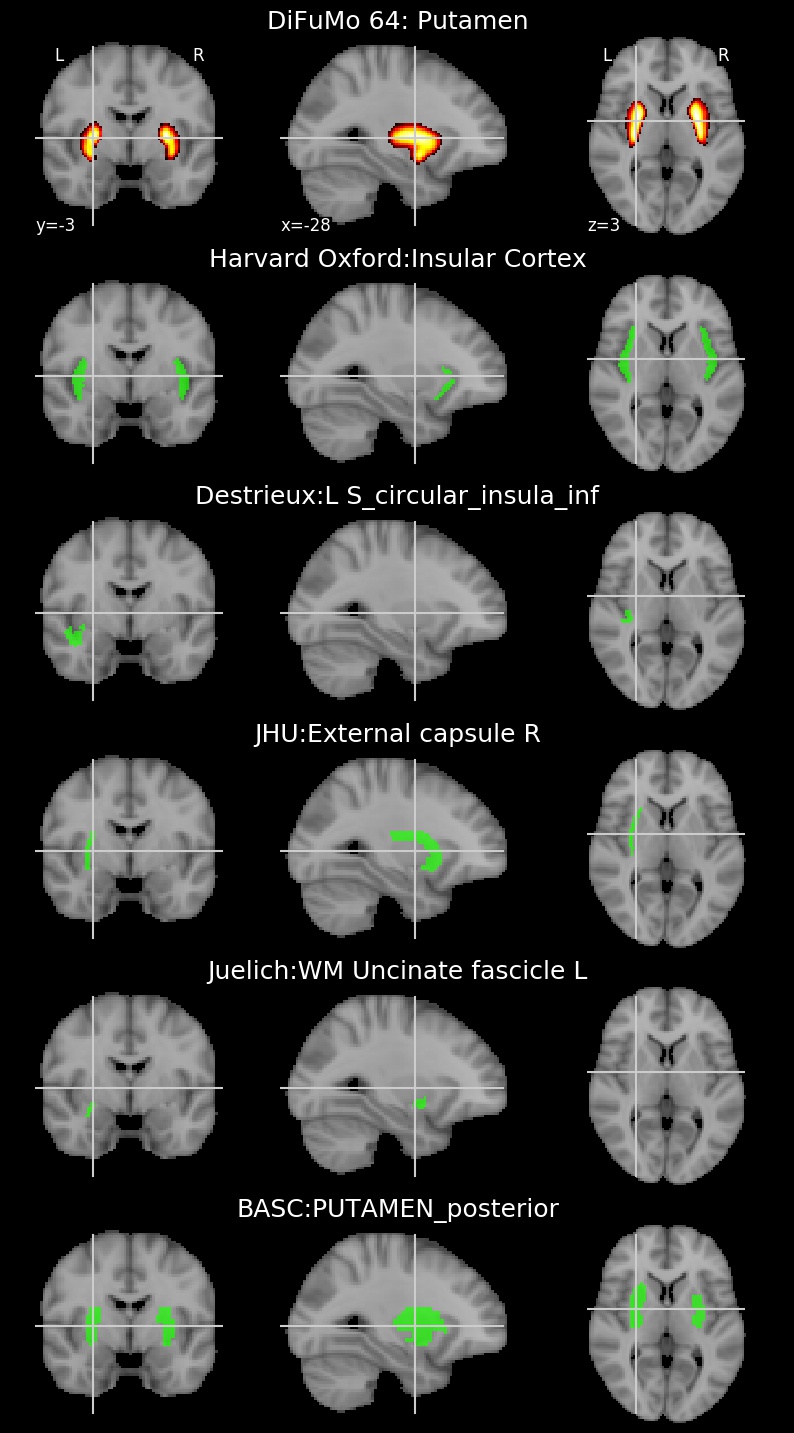 DiFuMo 64: Putamen
L R L R
y=-3 x=-28 z=3
Harvard Oxford:Insular Cortex
Destrieux:L S_circular_insula_inf
JHU:External capsule R
Juelich:WM Uncinate fascicle L
BASC:PUTAMEN_posterior